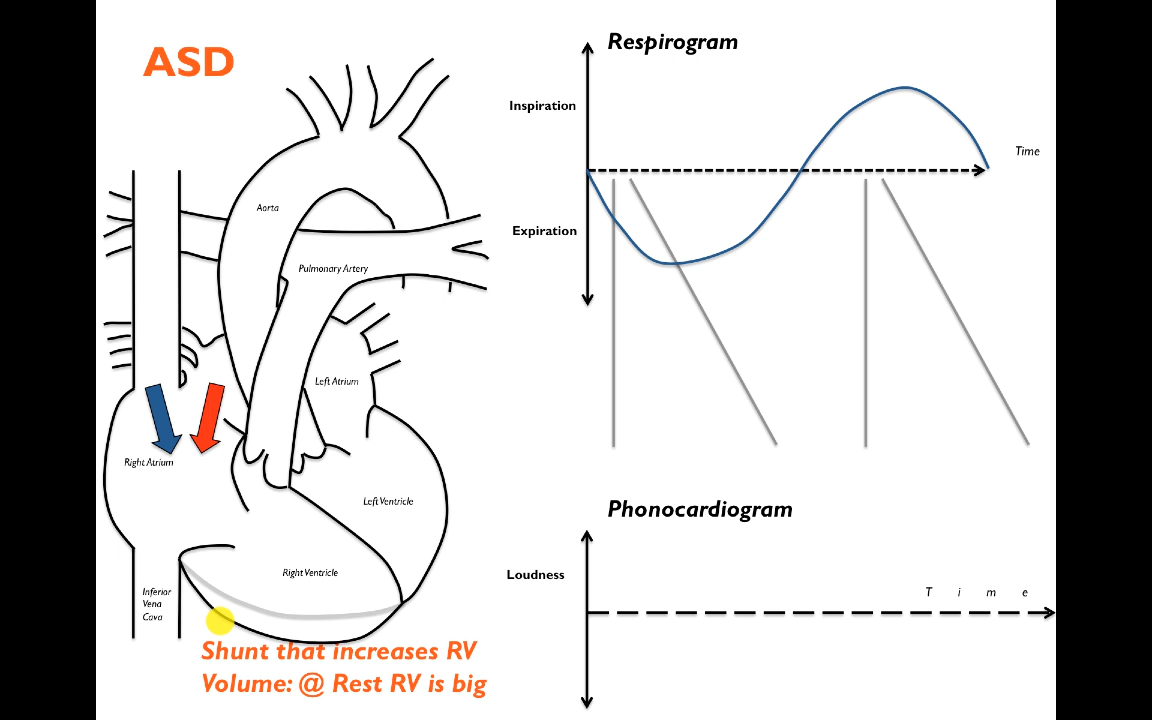 ASD
Aorta
Pulmonary Artery
Left Atrium
Right Atrium
Left Ventricle
Right Ventricle
Inferior
Vena
Cava
Shunt that increases RV
Volume: @ Rest RV is big
Respirogram
Inspiration
Time
Expiration
Phonocardiogram
Loudness
T i m e